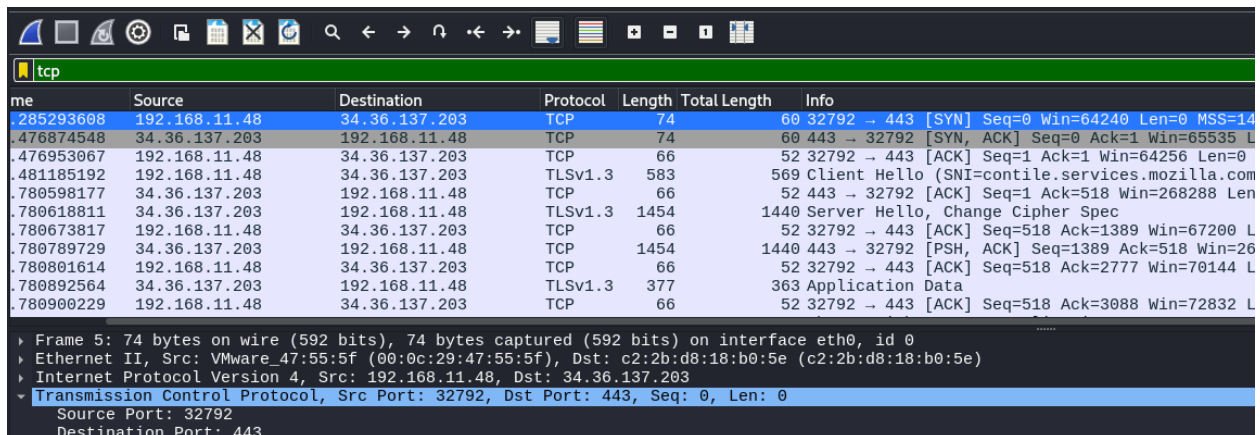 tcp
me Source Destination Protocol Length Total Length Info
.285293608 192.168.11.48 34.36.137.203 TCP 74 60 32792 → 443 [SYN] Seq=0 Win=64240 Len=0 MSS=14
.476874548 34.36.137.203 192.168.11.48 TCP 74 60 443 → 32792 [SYN, ACK] Seq=0 Ack=1 Win=65535 L
.476953067 192.168.11.48 34.36.137.203 TCP 66 52 32792 → 443 [ACK] Seq=1 Ack=1 Win=64256 Len=0
.481185192 192.168.11.48 34.36.137.203 TLSv1.3 583 569 Client Hello (SNI=contile.services.mozilla.com
.780598177 34.36.137.203 192.168.11.48 TCP 66 52 443 → 32792 [ACK] Seq=1 Ack=518 Win=268288 Len
.780618811 34.36.137.203 192.168.11.48 TLSv1.3 1454 1440 Server Hello, Change Cipher Spec
.780673817 192.168.11.48 34.36.137.203 TCP 66 52 32792 → 443 [ACK] Seq=518 Ack=1389 Win=67200 L
.780789729 34.36.137.203 192.168.11.48 TCP 1454 1440 443 → 32792 [PSH, ACK] Seq=1389 Ack=518 Win=26
.780801614 192.168.11.48 34.36.137.203 TCP 66 52 32792 → 443 [ACK] Seq=518 Ack=2777 Win=70144 L
.780892564 34.36.137.203 192.168.11.48 TLSv1.3 377 363 Application Data
.780900229 192.168.11.48 34.36.137.203 TCP 66 52 32792 → 443 [ACK] Seq=518 Ack=3088 Win=72832 L
Frame 5: 74 bytes on wire (592 bits), 74 bytes captured (592 bits) on interface eth0, id 0
Ethernet II, Src: VMware_47:55:5f (00:0c:29:47:55:5f), Dst: c2:2b:d8:18:b0:5e (c2:2b:d8:18:b0:5e)
Internet Protocol Version 4, Src: 192.168.11.48, Dst: 34.36.137.203
Transmission Control Protocol, Src Port: 32792, Dst Port: 443, Seq: 0, Len: 0
Source Port: 32792
Destination Port: 443